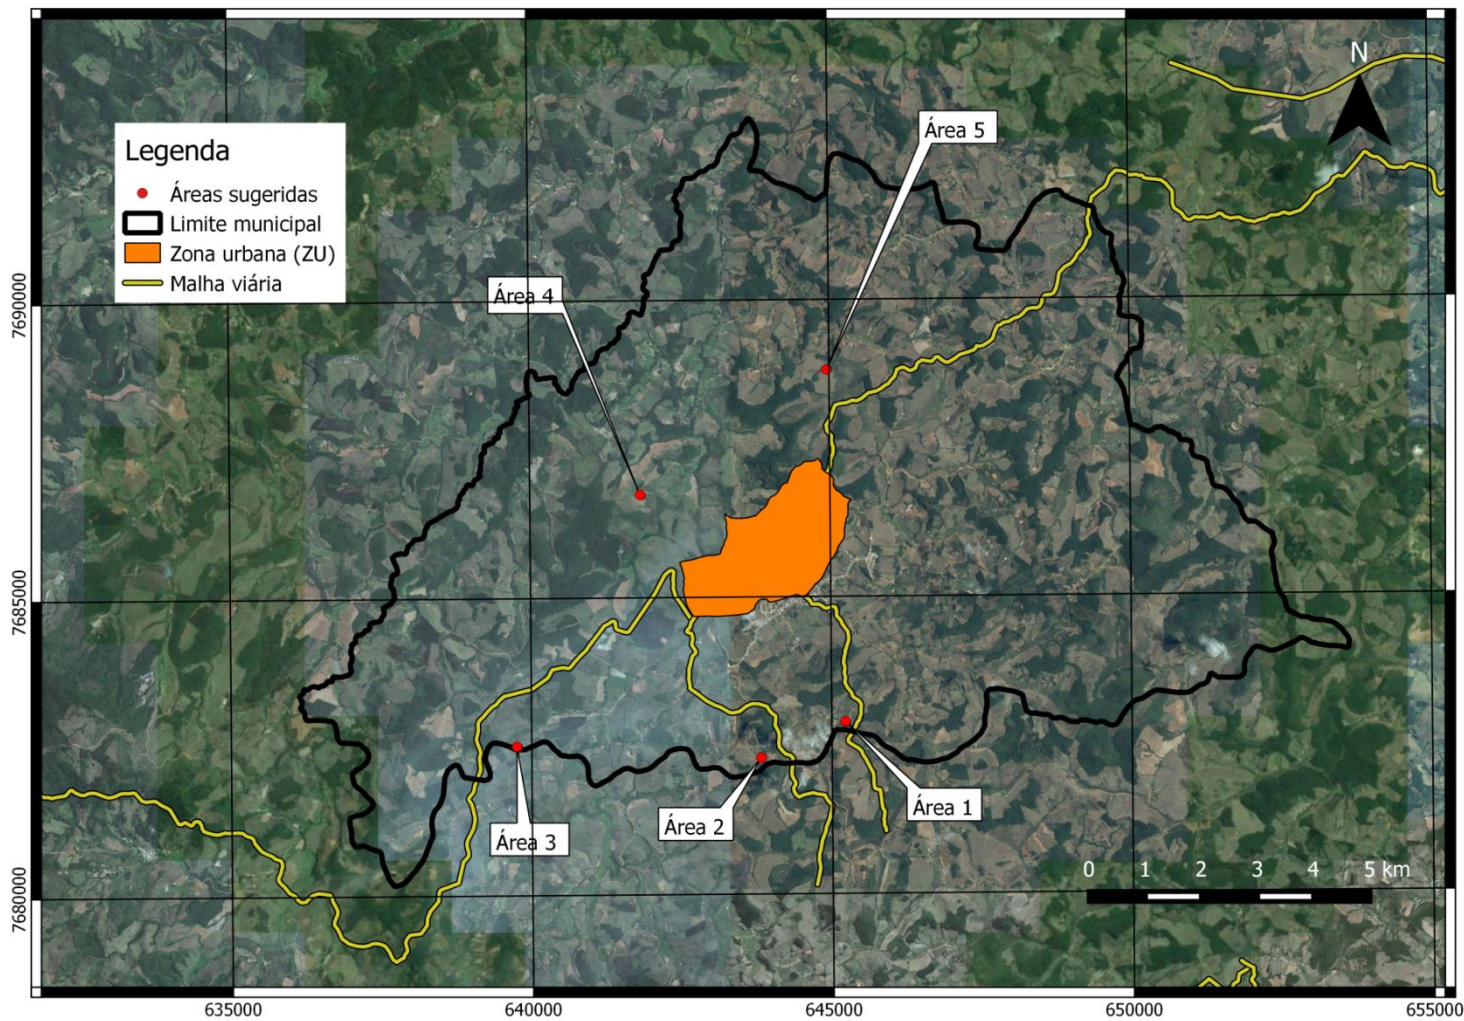 N
Área 5
Legenda
Áreas sugeridas
Limite municipal
Zona urbana (ZU)
Malha viária
Área 4
7690000
7685000
7680000
Área 1
Área 2
Área 3
0 1 2 3 4 5 km
635000 640000 645000 650000 655000